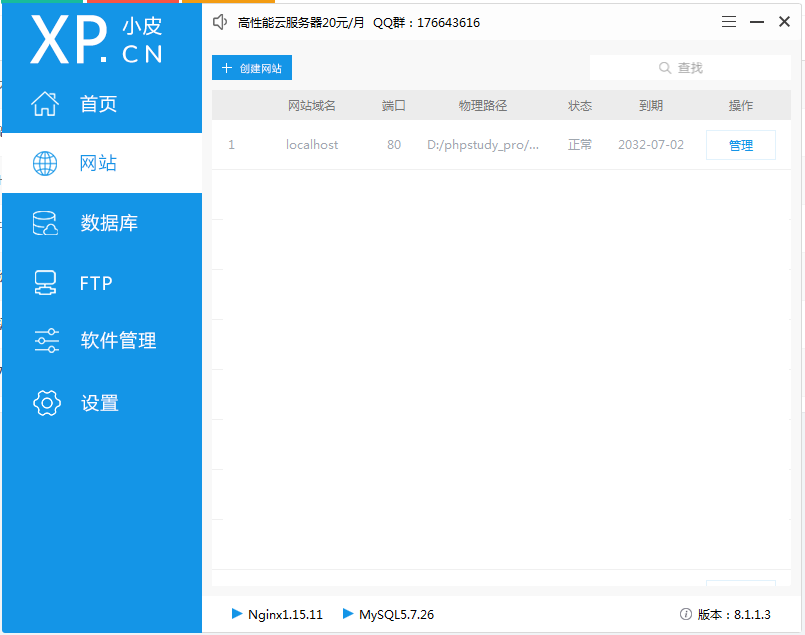 XP.小皮CN
高性能云服务器20元/月 QQ群：176643616
首页
网站
数据库
FTP
软件管理
设置
创建网站
查找
网站域名 端口 物理路径 状态 到期 操作
1 localhost 80 D:/phpstudy_pro/... 正常 2032-07-02 管理
Nginx1.15.11 MySQL5.7.26 版本：8.1.1.3